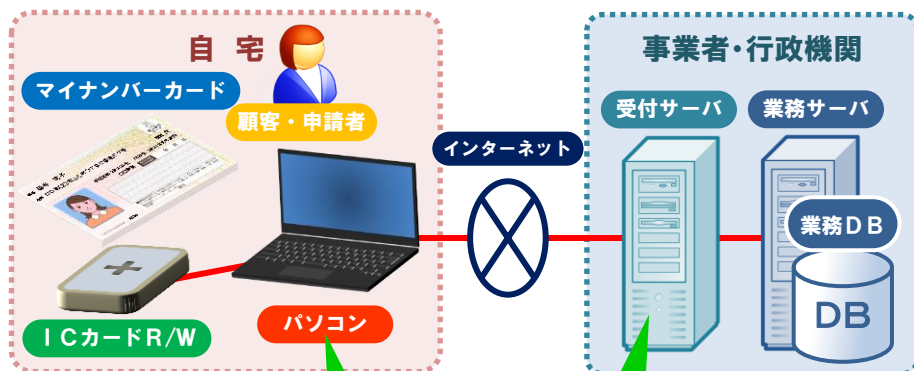 自 宅
マイナンバーカード
顧客・申請者
ICカードR/W
パソコン
インターネット
事業者・行政機関
受付サーバ
業務サーバ
業務DB
DB